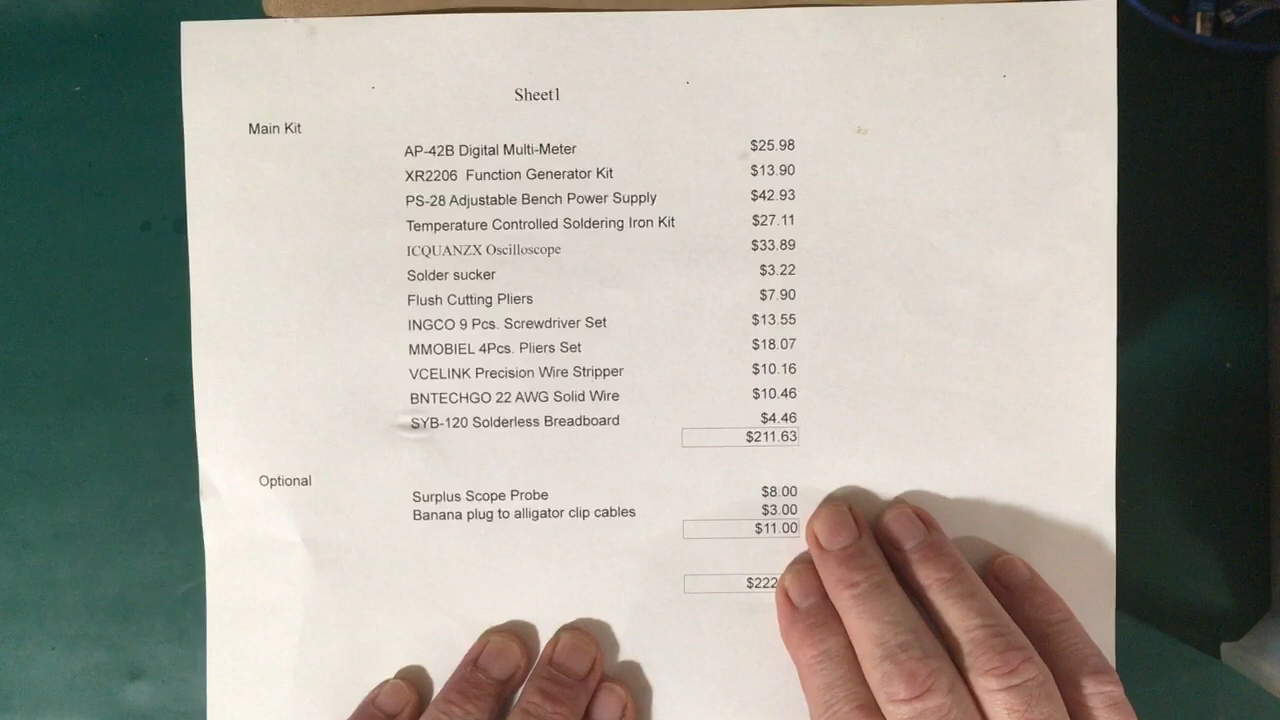 Sheet1
Main Kit
AP-42B Digital Multi-Meter $25.98
XR2206 Function Generator Kit $13.90
PS-28 Adjustable Bench Power Supply $42.93
Temperature Controlled Soldering Iron Kit $27.11
ICQUANZX Oscilloscope $33.89
Solder sucker $3.22
Flush Cutting Pliers $7.90
INGCO 9 Pcs. Screwdriver Set $13.55
MMOBIEL 4Pcs. Pliers Set $18.07
VCELINK Precision Wire Stripper $10.16
BNTECHGO 22 AWG Solid Wire $10.46
SYB-120 Solderless Breadboard $4.46
$211.63
Optional
Surplus Scope Probe $8.00
Banana plug to alligator clip cables $3.00
$11.00
$222